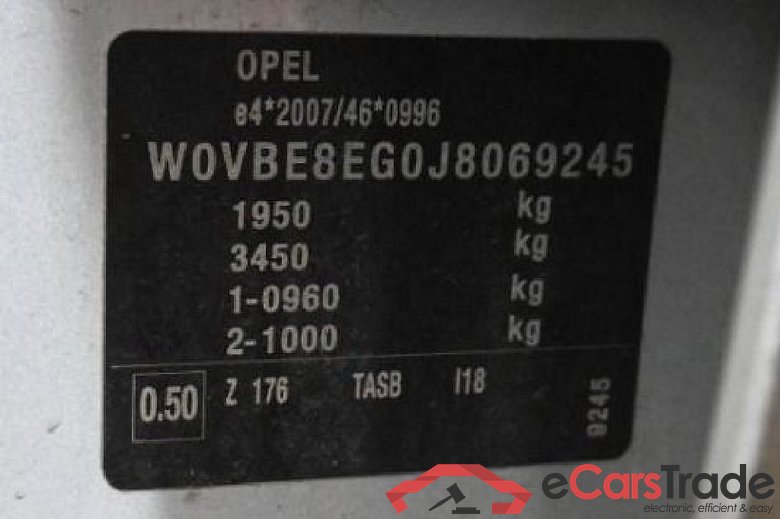 OPEL
e4*2007/46*0996
W0VBE8EG0J8069245
1950 kg
3450 kg
1-0960 kg
2-1000 kg
0.50 Z 176 TASB I18
9245
eCarsTrade
electronic, efficient & easy